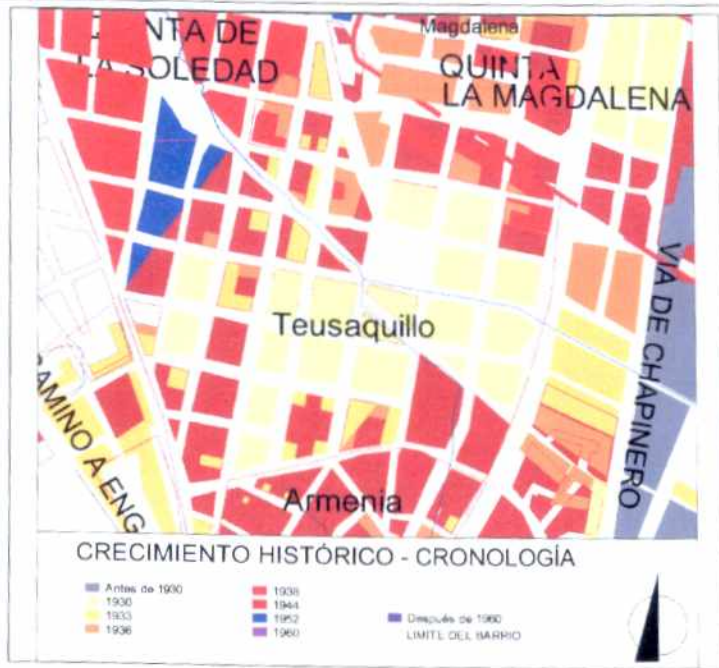 Magdalena
NTA DE
LA SOLEDAD
QUINTA
LA MAGDALENA
VIA DE CHAPINERO
Teusaquillo
CAMINO A ENG
Armenia
CRECIMIENTO HISTÓRICO - CRONOLOGÍA
Antes de 1930
1930
1933
1936
1938
1944
1952
1960
Después de 1960
LIMITE DEL BARRIO